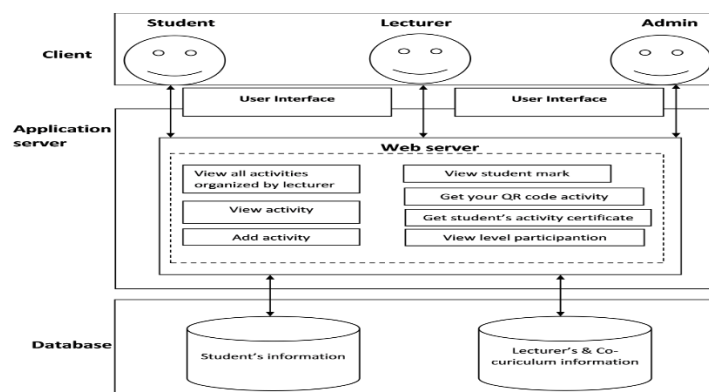 Student
Lecturer
Admin
Client
User Interface
User Interface
Application
server
Web server
View all activities
organized by lecturer
View activity
Add activity
View student mark
Get your QR code activity
Get student's activity certificate
View level participantion
Database
Student's information
Lecturer's & Co-
curiculum information